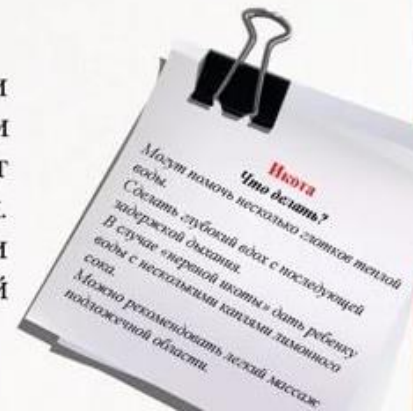 и
и
т
.
и
й
Икота
Что делать?
Могут помочь несколько глотков теплой
воды.
Сделать глубокий вдох с последующей
задержкой дыхания.
В случае «нервной икоты» дать ребенку
воды с несколькими каплями лимонного
сока.
Можно рекомендовать легкий массаж
подложечной области.